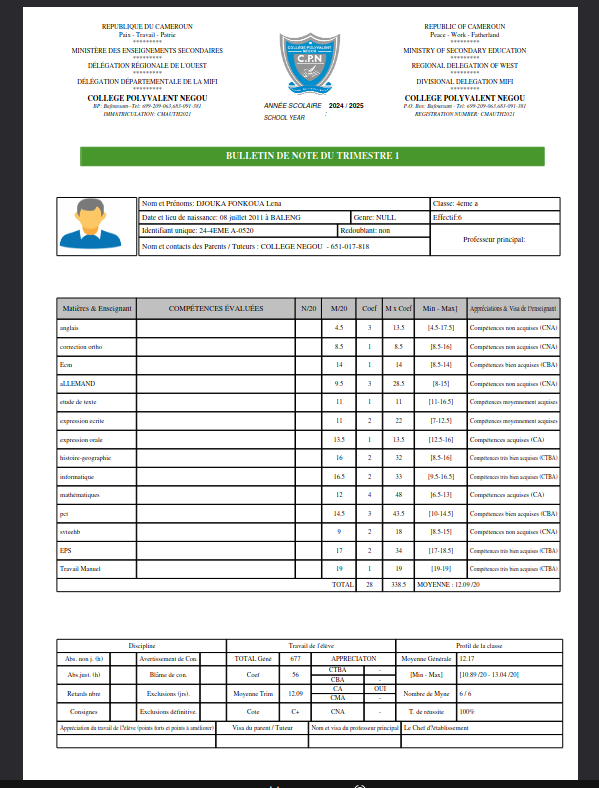 REPUBLIQUE DU CAMEROUN
Paix - Travail - Patrie
*********
MINISTÈRE DES ENSEIGNEMENTS SECONDAIRES
*********
DÉLÉGATION RÉGIONALE DE L'OUEST
*********
DÉLÉGATION DÉPARTEMENTALE DE LA MIFI
*********
COLLEGE POLYVALENT NEGOU
BP: Bafoussam - Tel: 699-209-063,683-091-381
IMMATRICULATION: CMAUTH2021
COLLEGE POLYVALENT
NEGOU
C.P.N
ANNÉE SCOLAIRE 2024 / 2025
SCHOOL YEAR :
REPUBLIC OF CAMEROON
Peace - Work - Fatherland
*********
MINISTRY OF SECONDARY EDUCATION
*********
REGIONAL DELEGATION OF WEST
*********
DIVISIONAL DELEGATION MIFI
*********
COLLEGE POLYVALENT NEGOU
P.O. Box: Bafoussam - Tel: 699-209-063,683-091-381
REGISTRATION NUMBER: CMAUTH2021
BULLETIN DE NOTE DU TRIMESTRE 1
Nom et Prénoms: DJOUKA FONKOUA Lena Classe: 4eme a
Date et lieu de naissance: 08 juillet 2011 à BALENG Genre: NULL Effectif:6
Identifiant unique: 24-4EME A-0520 Redoublant: non
Professeur principal:
Nom et contacts des Parents / Tuteurs : COLLEGE NEGOU - 651-017-818
Matières & Enseignant COMPÉTENCES ÉVALUÉES N/20 M/20 Coef M x Coef Min - Max] Appréciations & Visa de l'enseignant
anglais 4.5 3 13.5 [4.5-17.5] Compétences non acquises (CNA)
correction ortho 8.5 1 8.5 [8.5-16] Compétences non acquises (CNA)
Ecm 14 1 14 [8.5-14] Compétences bien acquises (CBA)
aLLEMAND 9.5 3 28.5 [8-15] Compétences non acquises (CNA)
etude de texte 11 1 11 [11-16.5] Compétences moyennement acquises
expression ecrite 11 2 22 [7-12.5] Compétences moyennement acquises
expression orale 13.5 1 13.5 [12.5-16] Compétences acquises (CA)
histoire-geographie 16 2 32 [8.5-16] Compétences très bien acquises (CTBA)
informatique 16.5 2 33 [9.5-16.5] Compétences très bien acquises (CTBA)
mathématiques 12 4 48 [6.5-13] Compétences acquises (CA)
pct 14.5 3 43.5 [10-14.5] Compétences bien acquises (CBA)
svteehb 9 2 18 [8.5-15] Compétences non acquises (CNA)
EPS 17 2 34 [17-18.5] Compétences très bien acquises (CTBA)
Travail Manuel 19 1 19 [19-19] Compétences très bien acquises (CTBA)
TOTAL 28 338.5 MOYENNE : 12.09 /20
Discipline Travail de l'élève Profil de la classe
Abs. non j. (h) Avertissement de Con. TOTAL Géné 677 APPRECIATON Moyenne Générale 12.17
Abs.just. (h) Blâme de con. Coef 56 CTBA - [Min - Max] [10.89 /20 - 13.04 /20]
CBA -
Retards nbre Exclusions (jrs). Moyenne Trim 12.09 CA OUI Nombre de Myne 6 / 6
CMA -
Consignes Exclusions définitive. Cote C+ CNA - T. de réussite 100%
Appréciation du travail de l'élève (points forts et points à améliorer) Visa du parent / Tuteur Nom et visa du professeur principal Le Chef d'établissement